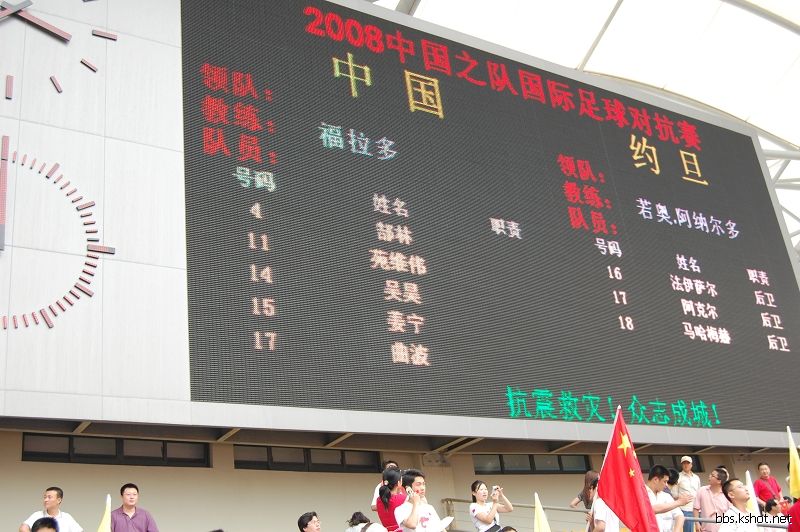 2008中国之队国际足球对抗赛
中 国
领队：
教练： 福拉多
队员：
号码 姓名 职责
4 郜林
11 苑维伟
14 吴昊
15 姜宁
17 曲波
约 旦
领队：
教练： 若奥.阿纳尔多
队员：
号码 姓名 职责
16 法伊萨尔 后卫
17 阿克尔 后卫
18 马哈梅赫 后卫
抗震救灾！众志成城！
bbs.kshot.net